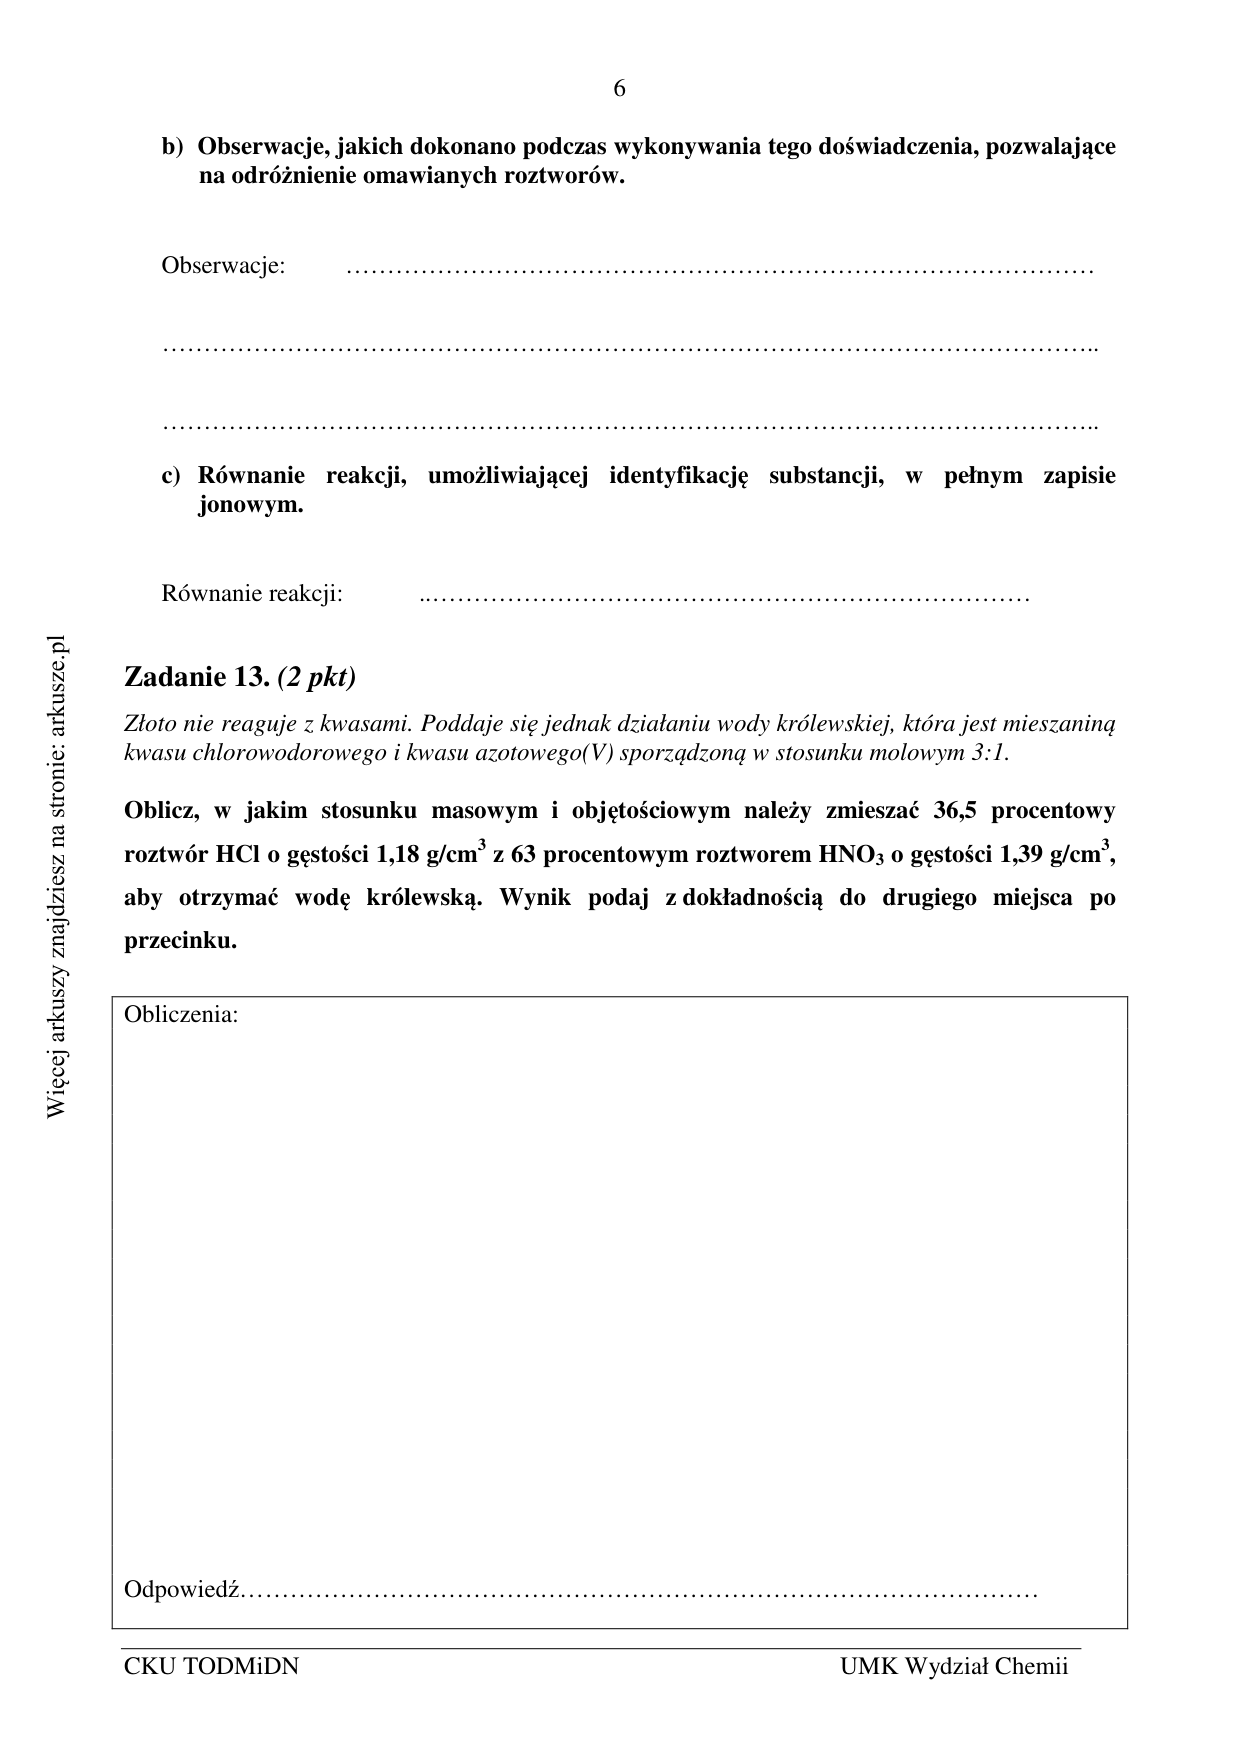 6
b) Obserwacje, jakich dokonano podczas wykonywania tego doświadczenia, pozwalające
na odróżnienie omawianych roztworów.
Obserwacje: ………………………………………………………………………………
…………………………………………………………………………………………………..
…………………………………………………………………………………………………..
c) Równanie reakcji, umożliwiającej identyfikację substancji, w pełnym zapisie
jonowym.
Równanie reakcji: ..………………………………………………………………
Więcej arkuszy znajdziesz na stronie: arkusze.pl
Zadanie 13. (2 pkt)
Złoto nie reaguje z kwasami. Poddaje się jednak działaniu wody królewskiej, która jest mieszaniną
kwasu chlorowodorowego i kwasu azotowego(V) sporządzoną w stosunku molowym 3:1.
Oblicz, w jakim stosunku masowym i objętościowym należy zmieszać 36,5 procentowy
roztwór HCl o gęstości 1,18 g/cm³ z 63 procentowym roztworem HNO₃ o gęstości 1,39 g/cm³,
aby otrzymać wodę królewską. Wynik podaj z dokładnością do drugiego miejsca po
przecinku.
Obliczenia:
Odpowiedź……………………………………………………………………………………
CKU TODMiDN UMK Wydział Chemii